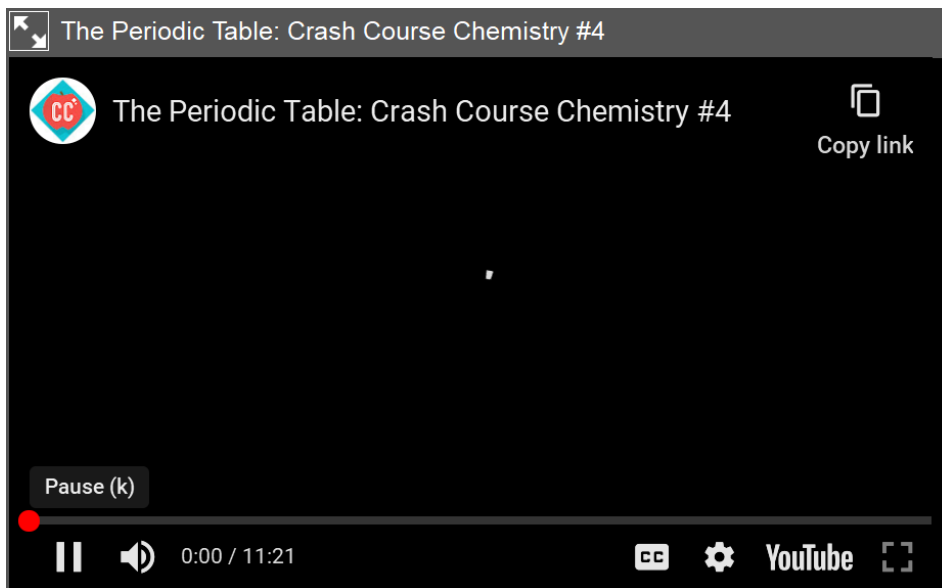 The Periodic Table: Crash Course Chemistry #4
CC
The Periodic Table: Crash Course Chemistry #4
Copy link
Pause (k)
0:00 / 11:21
CC
YouTube